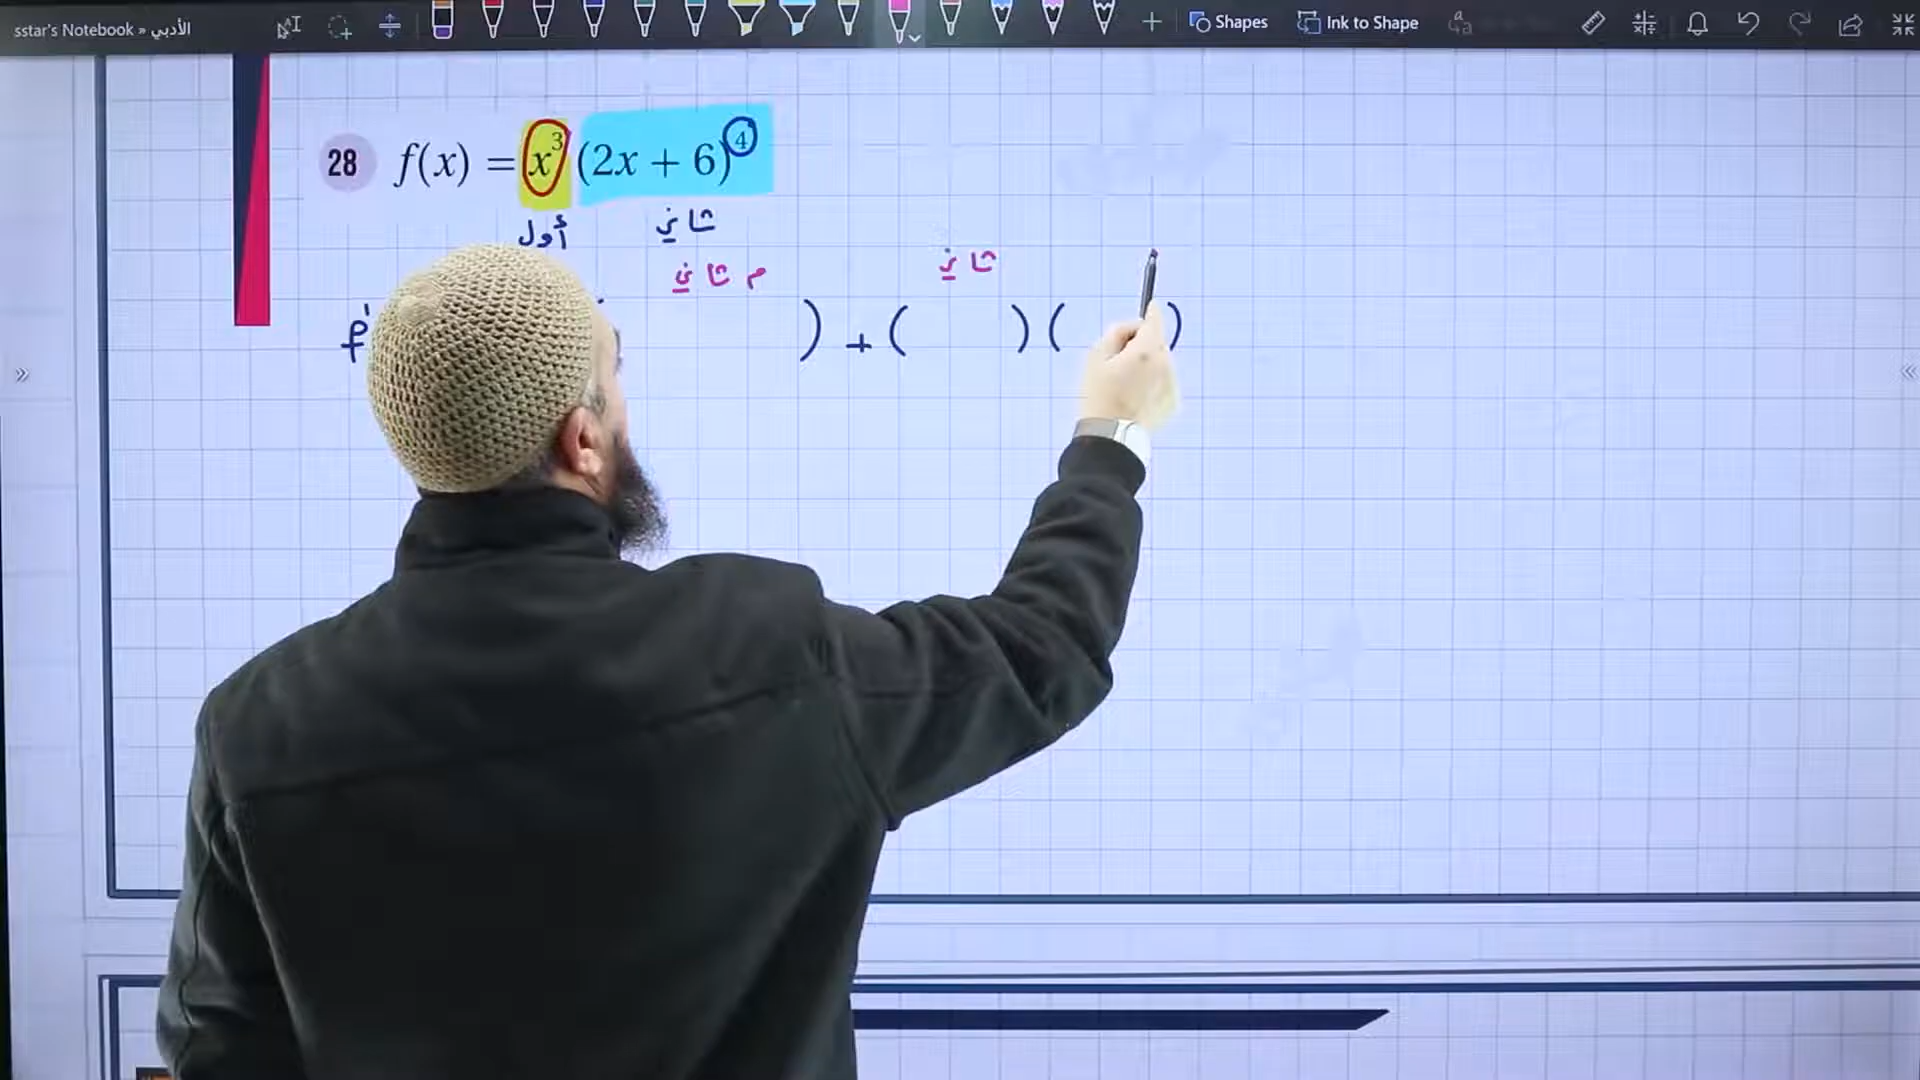 sstar's Notebook » الأدبي
Shapes
Ink to Shape
28 f(x) = x³ (2x + 6)⁴
أول ثاني
م ثاني ثاني
f' ) + ( ) ( )